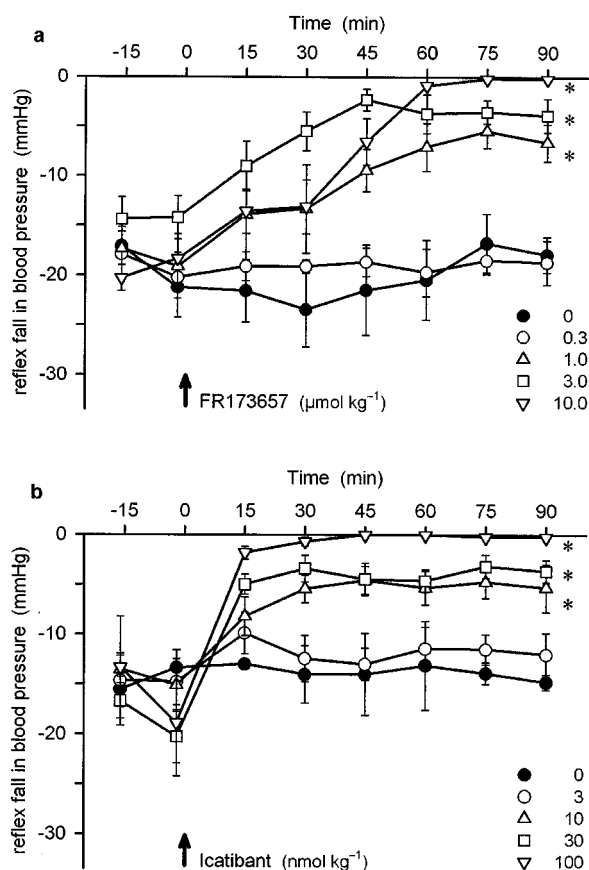 Time (min)
a
-15 0 15 30 45 60 75 90
0
-10
-20
-30
reflex fall in blood pressure (mmHg)
*
*
*
FR173657 (µmol kg⁻¹)
0
0.3
1.0
3.0
10.0
Time (min)
b
-15 0 15 30 45 60 75 90
0
-10
-20
-30
reflex fall in blood pressure (mmHg)
*
*
*
Icatibant (nmol kg⁻¹)
0
3
10
30
100